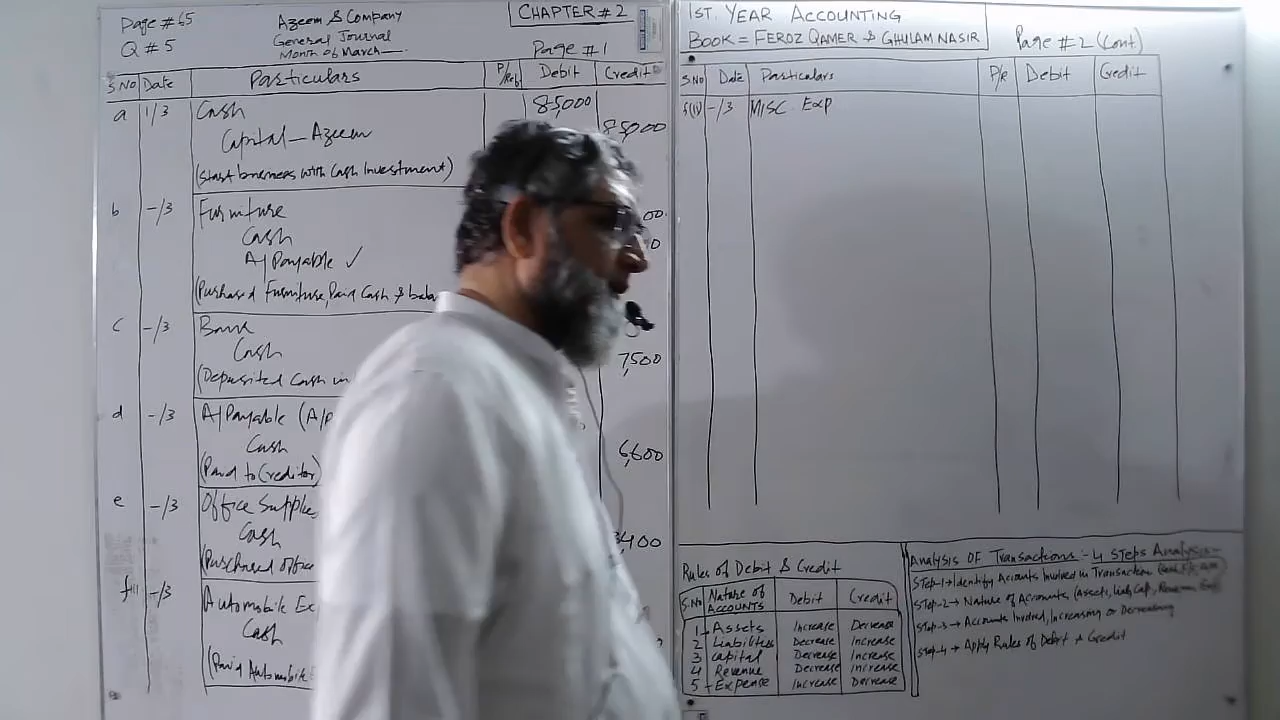 Page #65
Q #5
Azeem & Company
General Journal
Month of March
CHAPTER #2
Page #1
S No Date Particulars P/Ref Debit Credit
a 1/3 Cash 85000
Capital - Azeem 85,000
(Start business with Cash Investment)
b -/3 Furniture
Cash
A/Payable ✓
(Purchased Furniture, Paid Cash &
c -/3 Bank
Cash 7,500
(Deposited Cash in
d -/3 A/Payable (A/P
Cash 6,600
(Paid to Creditor)
e -/3 Office Supplies
Cash 3,400
(Purchased Office
-/3 Automobile Ex
Cash
(Paid Automobile
1ST. YEAR ACCOUNTING
BOOK = FEROZ QAMER & GHULAM NASIR
Page #2 (Cont)
S.NO Date Particulars P/R Debit Credit
-/3 MISC. Exp
Rules of Debit & Credit
S.NO Nature of ACCOUNTS Debit Credit
1 Assets Increase Decrease
2 Liabilities Decrease Increase
3 Capital Decrease Increase
4 Revenue Decrease Increase
5 Expense Increase Decrease
Analysis OF Transactions - 4 Steps Analysis
Step-1 → Identify Accounts Involved in Transaction
Step-2 → Nature of Accounts (Assets, Liab, Cap, Revenue, Exp)
Step-3 → Accounts Involved, Increasing or Decreasing
Step-4 → Apply Rules of Debit & Credit